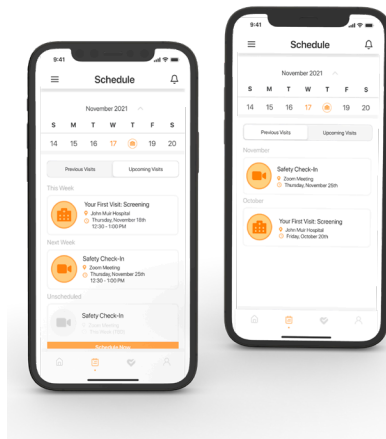 9:41
Schedule
November 2021
S M T W T F S
14 15 16 17 19 20
Previous Visits Upcoming Visits
This Week
Your First Visit: Screening
John Muir Hospital
Thursday, November 18th
12:30 - 1:00 PM
Next Week
Safety Check-In
Zoom Meeting
Thursday, November 25th
12:30 - 1:00 PM
Unscheduled
Safety Check-In
Zoom Meeting
Schedule Now
9:41
Schedule
November 2021
S M T W T F S
14 15 16 17 19 20
Previous Visits Upcoming Visits
November
Safety Check-In
Zoom Meeting
Thursday, November 25th
October
Your First Visit: Screening
John Muir Hospital
Friday, October 20th